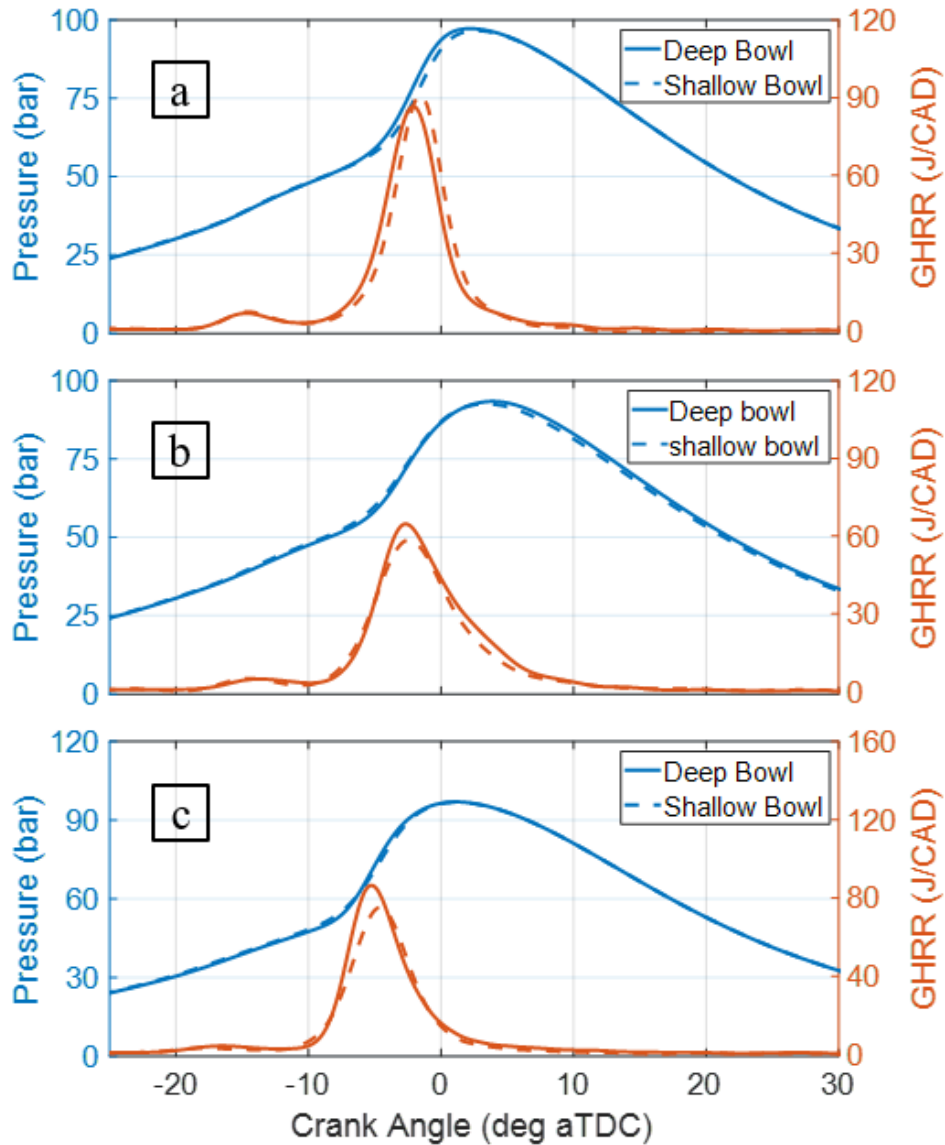 100
75
50
25
0
Pressure (bar)
a
Deep Bowl
Shallow Bowl
120
90
60
30
0
GHRR (J/CAD)
100
75
50
25
0
Pressure (bar)
b
Deep bowl
shallow bowl
120
90
60
30
0
GHRR (J/CAD)
120
90
60
30
0
Pressure (bar)
c
Deep Bowl
Shallow Bowl
160
120
80
40
0
GHRR (J/CAD)
-20 -10 0 10 20 30
Crank Angle (deg aTDC)